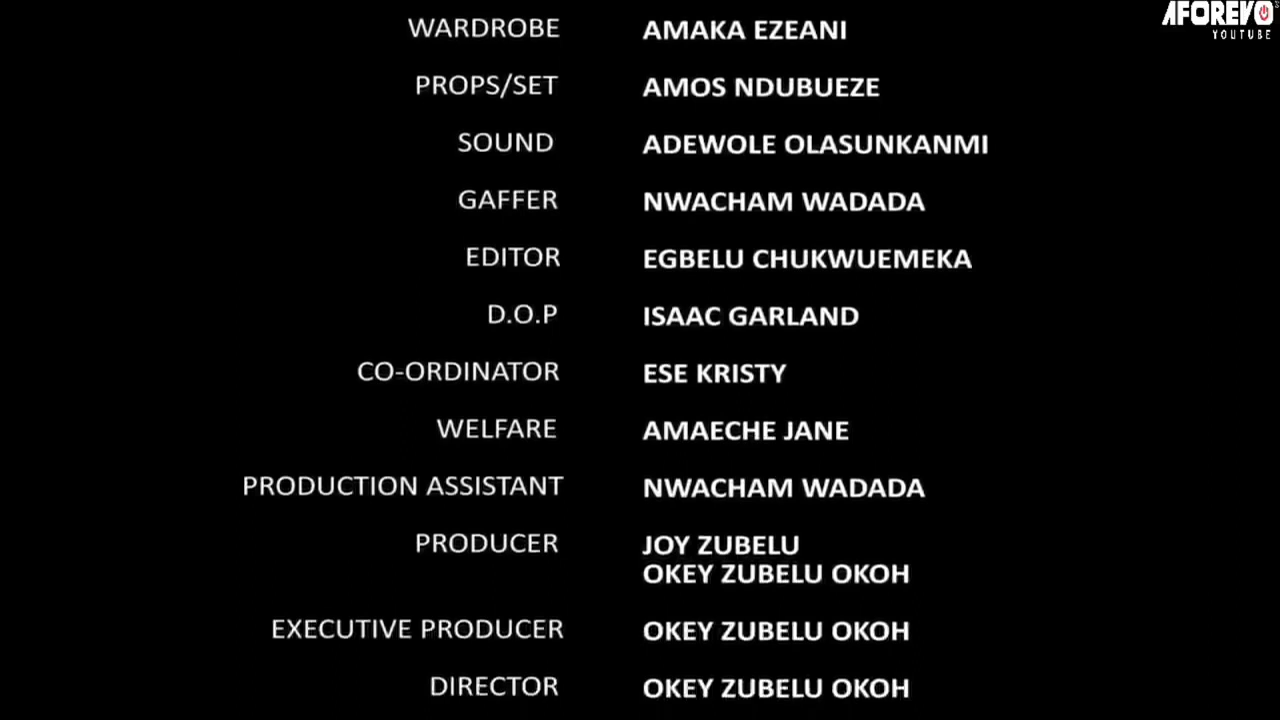 AFOREVO
YOUTUBE
WARDROBE AMAKA EZEANI
PROPS/SET AMOS NDUBUEZE
SOUND ADEWOLE OLASUNKANMI
GAFFER NWACHAM WADADA
EDITOR EGBELU CHUKWUEMEKA
D.O.P ISAAC GARLAND
CO-ORDINATOR ESE KRISTY
WELFARE AMAECHE JANE
PRODUCTION ASSISTANT NWACHAM WADADA
PRODUCER JOY ZUBELU
OKEY ZUBELU OKOH
EXECUTIVE PRODUCER OKEY ZUBELU OKOH
DIRECTOR OKEY ZUBELU OKOH